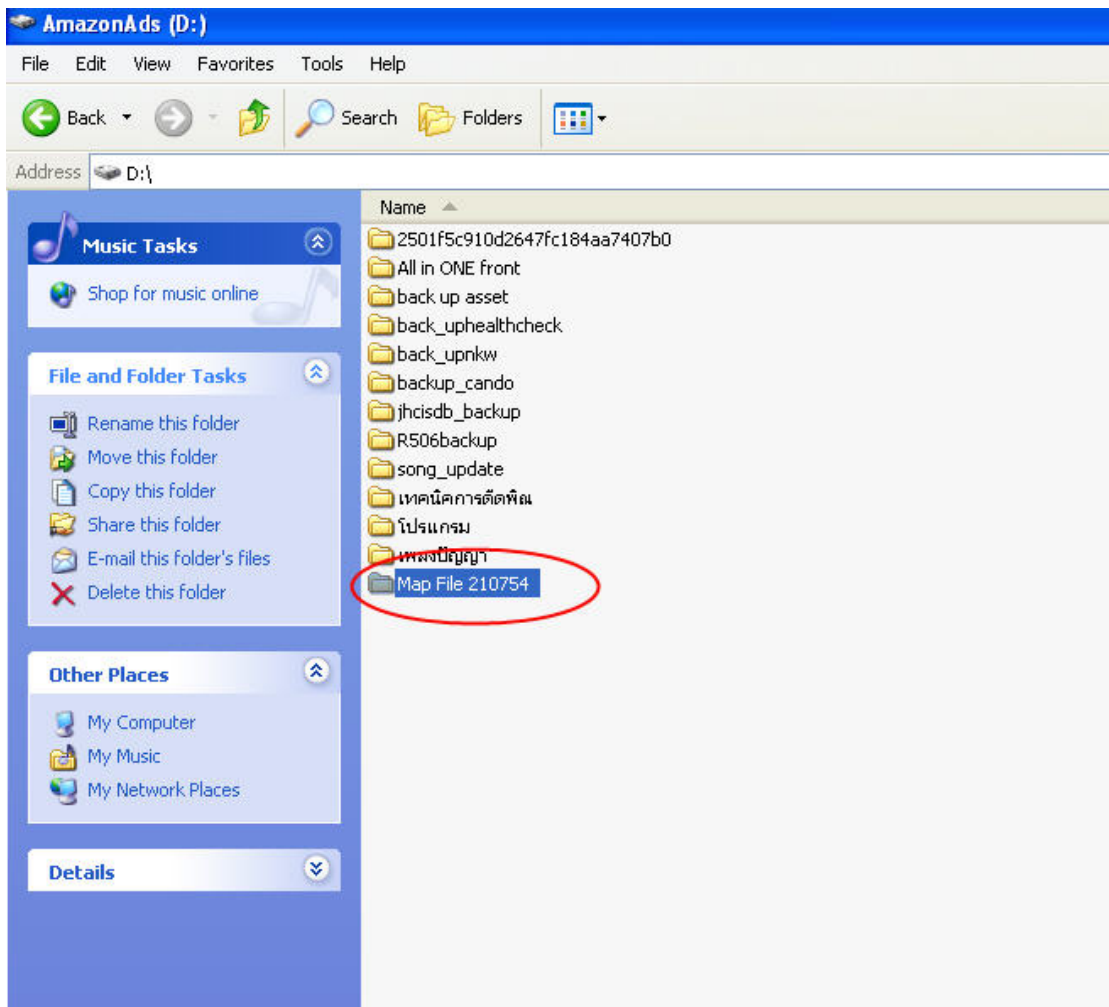 AmazonAds (D:)
File Edit View Favorites Tools Help
Back Search Folders
Address D:\
Music Tasks
Shop for music online
File and Folder Tasks
Rename this folder
Move this folder
Copy this folder
Share this folder
E-mail this folder's files
Delete this folder
Other Places
My Computer
My Music
My Network Places
Details
Name
2501f5c910d2647fc184aa7407b0
All in ONE front
back up asset
back_uphealthcheck
back_upnkw
backup_cando
jhcisdb_backup
R506backup
song_update
เทคนิคการดัดพิณ
โปรแกรม
Map File 210754